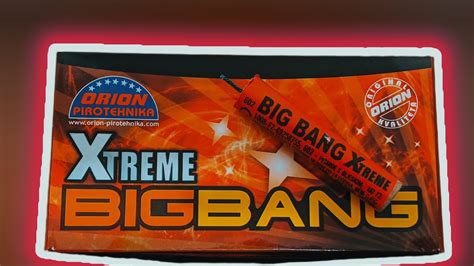 ORION
PIROTEHNIKA
www.orion-pirotehnika.com
XTREME
BIGBANG
BIG BANG XTREME
ORIGINAL
ORION
KVALITETA